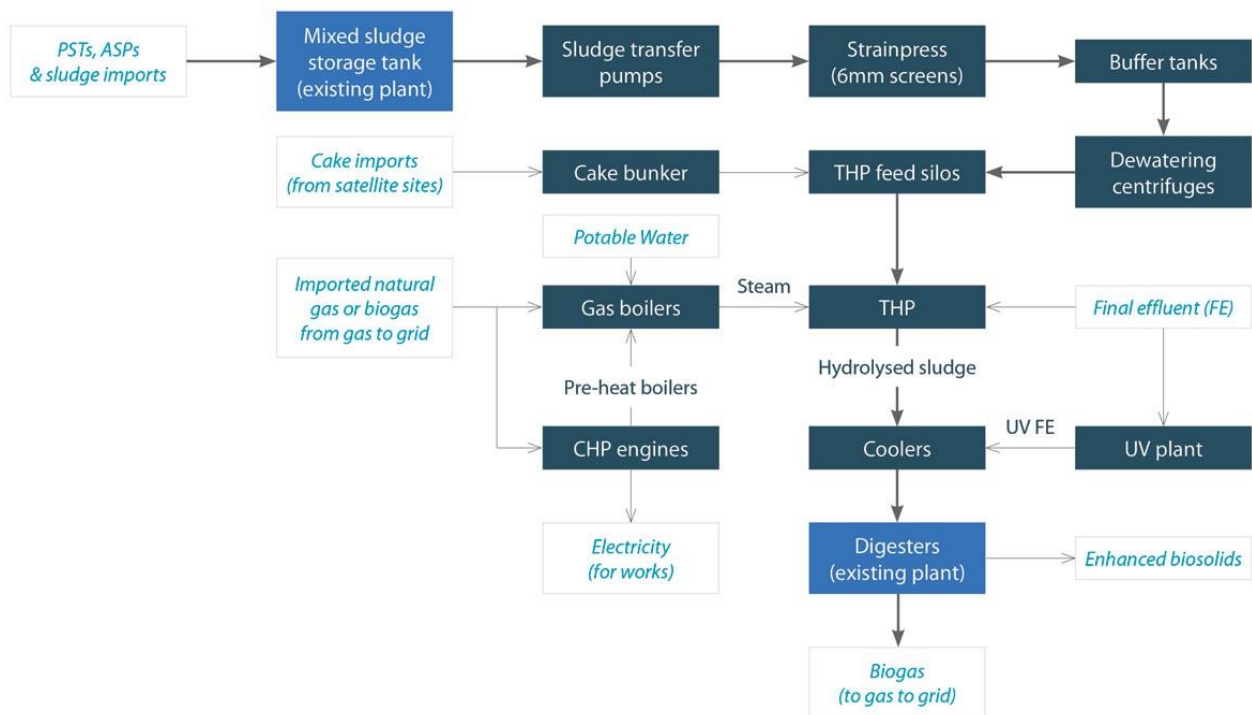 PSTs, ASPs
& sludge imports
Mixed sludge
storage tank
(existing plant)
Sludge transfer
pumps
Strainpress
(6mm screens)
Buffer tanks
Cake imports
(from satellite sites)
Cake bunker
THP feed silos
Dewatering
centrifuges
Potable Water
Imported natural
gas or biogas
from gas to grid
Gas boilers
Steam
THP
Final effluent (FE)
Pre-heat boilers
Hydrolysed sludge
CHP engines
Coolers
UV FE
UV plant
Electricity
(for works)
Digesters
(existing plant)
Enhanced biosolids
Biogas
(to gas to grid)